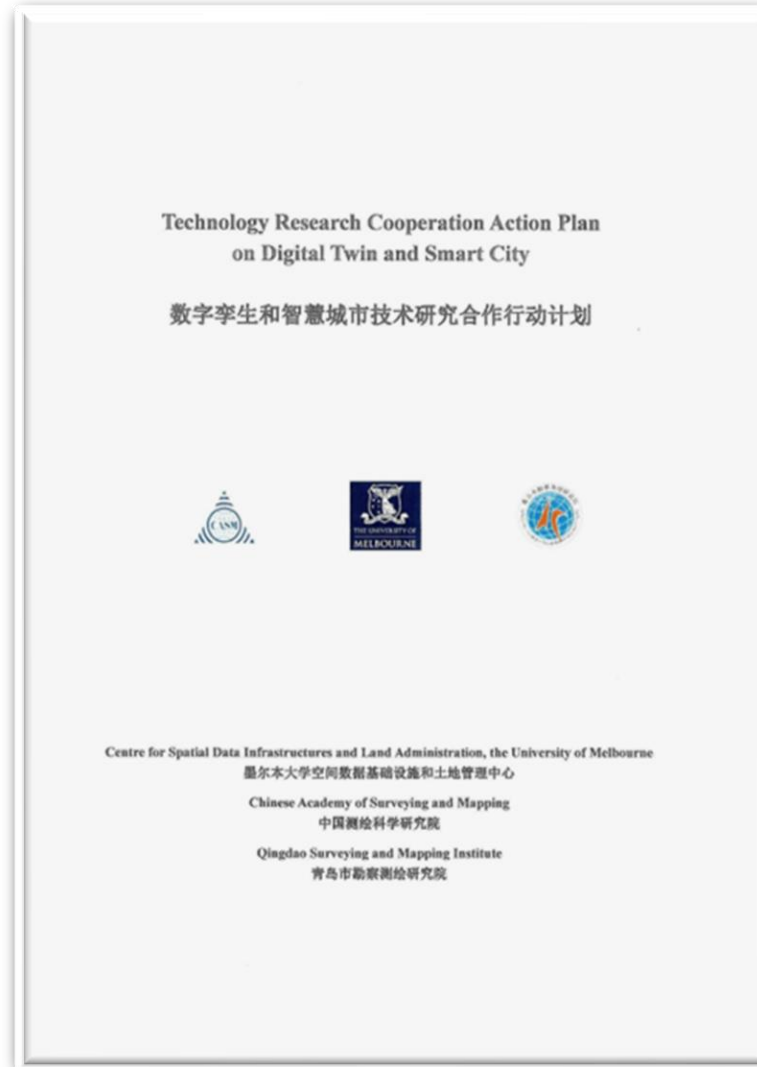 Technology Research Cooperation Action Plan
on Digital Twin and Smart City
数字孪生和智慧城市技术研究合作行动计划
CASM
THE UNIVERSITY OF
MELBOURNE
Centre for Spatial Data Infrastructures and Land Administration, the University of Melbourne
墨尔本大学空间数据基础设施和土地管理中心
Chinese Academy of Surveying and Mapping
中国测绘科学研究院
Qingdao Surveying and Mapping Institute
青岛市勘察测绘研究院